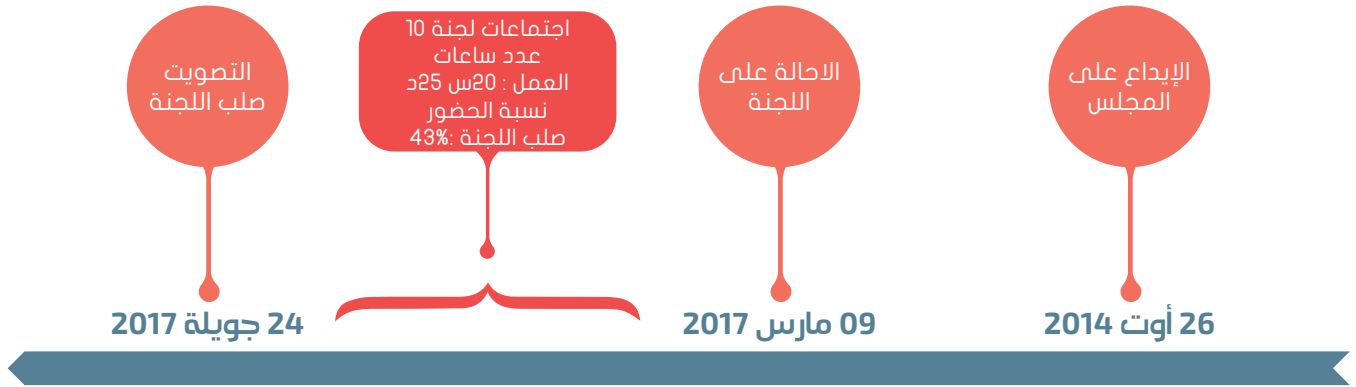 الإيداع على
المجلس
26 أوت 2014
الاحالة على
اللجنة
09 مارس 2017
اجتماعات لجنة 10
عدد ساعات
العمل : 20س 25د
نسبة الحضور
صلب اللجنة :43%
التصويت
صلب اللجنة
24 جويلة 2017